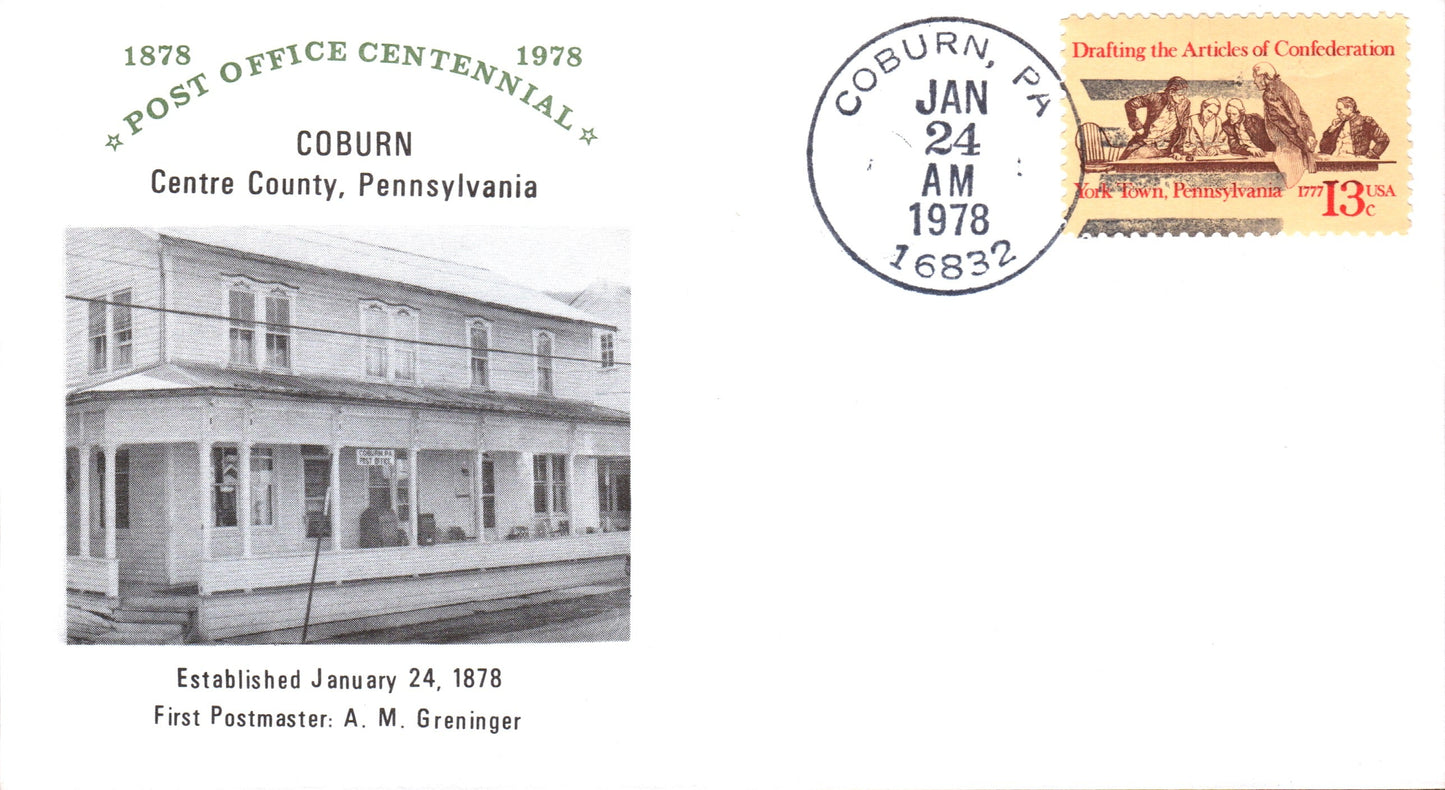 1878 1978
☆ POST OFFICE CENTENNIAL ☆
COBURN
Centre County, Pennsylvania
COBURN, PA
POST OFFICE
Established January 24, 1878
First Postmaster: A. M. Greninger
COBURN, PA
JAN
24
AM
1978
16832
Drafting the Articles of Confederation
York Town, Pennsylvania 1777 13c USA